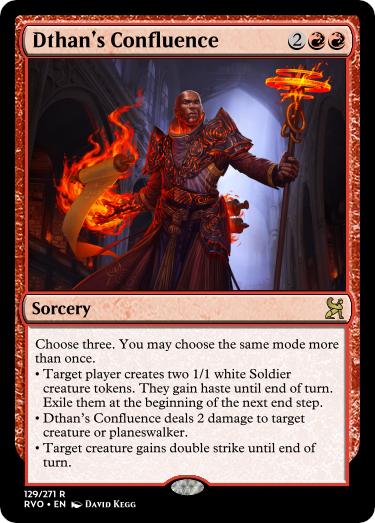 Dthan's Confluence 2
Sorcery
Choose three. You may choose the same mode more
than once.
• Target player creates two 1/1 white Soldier
creature tokens. They gain haste until end of turn.
Exile them at the beginning of the next end step.
• Dthan's Confluence deals 2 damage to target
creature or planeswalker.
• Target creature gains double strike until end of
turn.
129/271 R
RVO • EN David Kegg